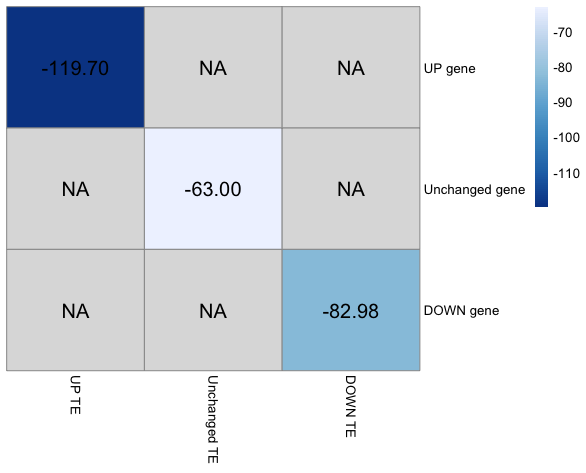 -119.70 NA NA UP gene
NA -63.00 NA Unchanged gene
NA NA -82.98 DOWN gene
UP TE
Unchanged TE
DOWN TE
-70
-80
-90
-100
-110